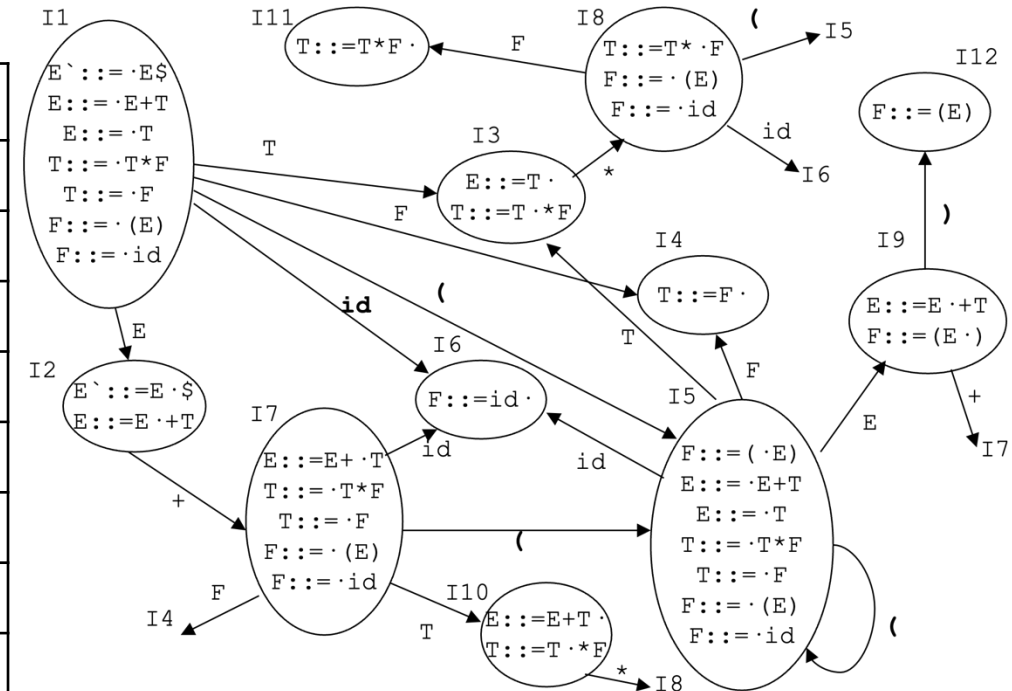 I1
E`::= ·E$
E::= ·E+T
E::= ·T
T::= ·T*F
T::= ·F
F::= ·(E)
F::= ·id
I11
T::=T*F ·
F
I8
T::=T* ·F
F::= ·(E)
F::= ·id
(
I5
id
I6
I12
F::=(E)
)
T
I3
E::=T ·
T::=T ·*F
*
F
I4
T::=F ·
I9
E::=E ·+T
F::=(E ·)
+
I7
E
id
(
I6
F::=id ·
T
F
E
I2
E`::=E ·$
E::=E ·+T
+
I7
E::=E+ ·T
T::= ·T*F
T::= ·F
F::= ·(E)
F::= ·id
id
id
(
F
I4
T
I10
E::=E+T ·
T::=T ·*F
*
I8
I5
F::=( ·E)
E::= ·E+T
E::= ·T
T::= ·T*F
T::= ·F
F::= ·(E)
F::= ·id
(